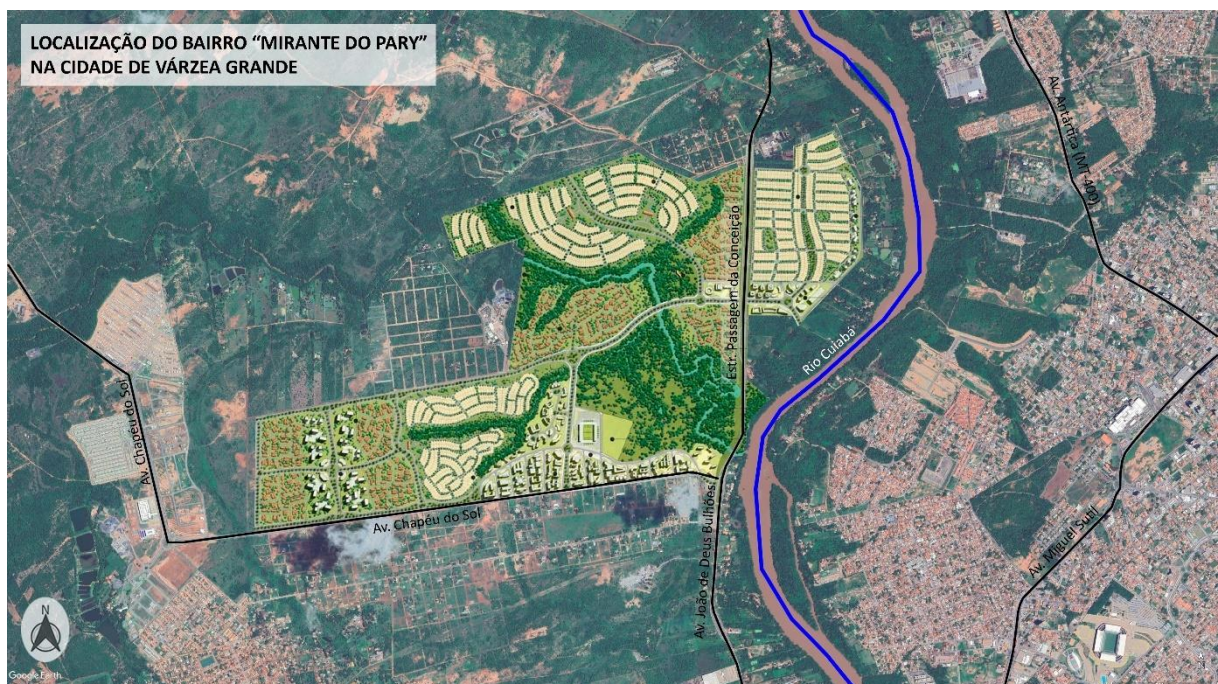 LOCALIZAÇÃO DO BAIRRO “MIRANTE DO PARY”
NA CIDADE DE VÁRZEA GRANDE
Av. Antártica (MT-400)
Estr. Passagem da Conceição
Rio Cuiabá
Av. Chapéu do Sol
Av. Chapéu do Sol
Av. João de Deus Bulhões
Av. Miguel Sutil
N
Google Earth